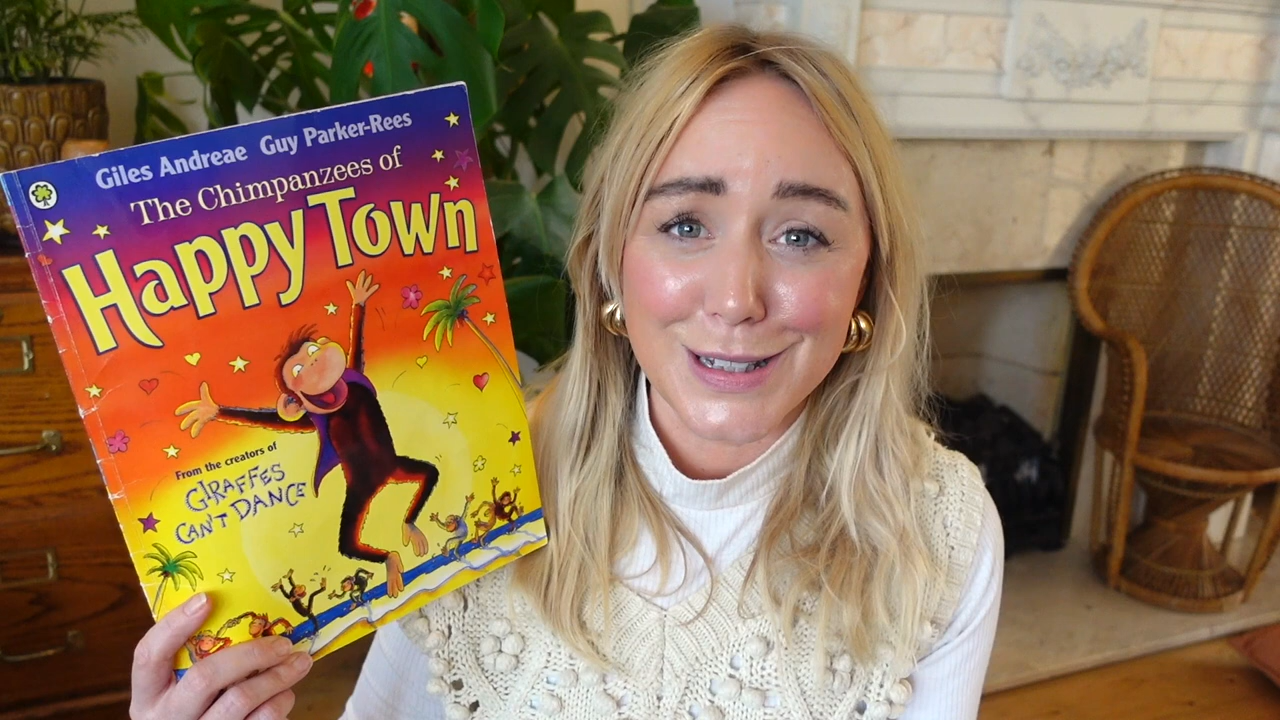 Giles Andreae Guy Parker-Rees
The Chimpanzees of
Happy Town
From the creators of
GIRAFFES
CAN'T DANCE